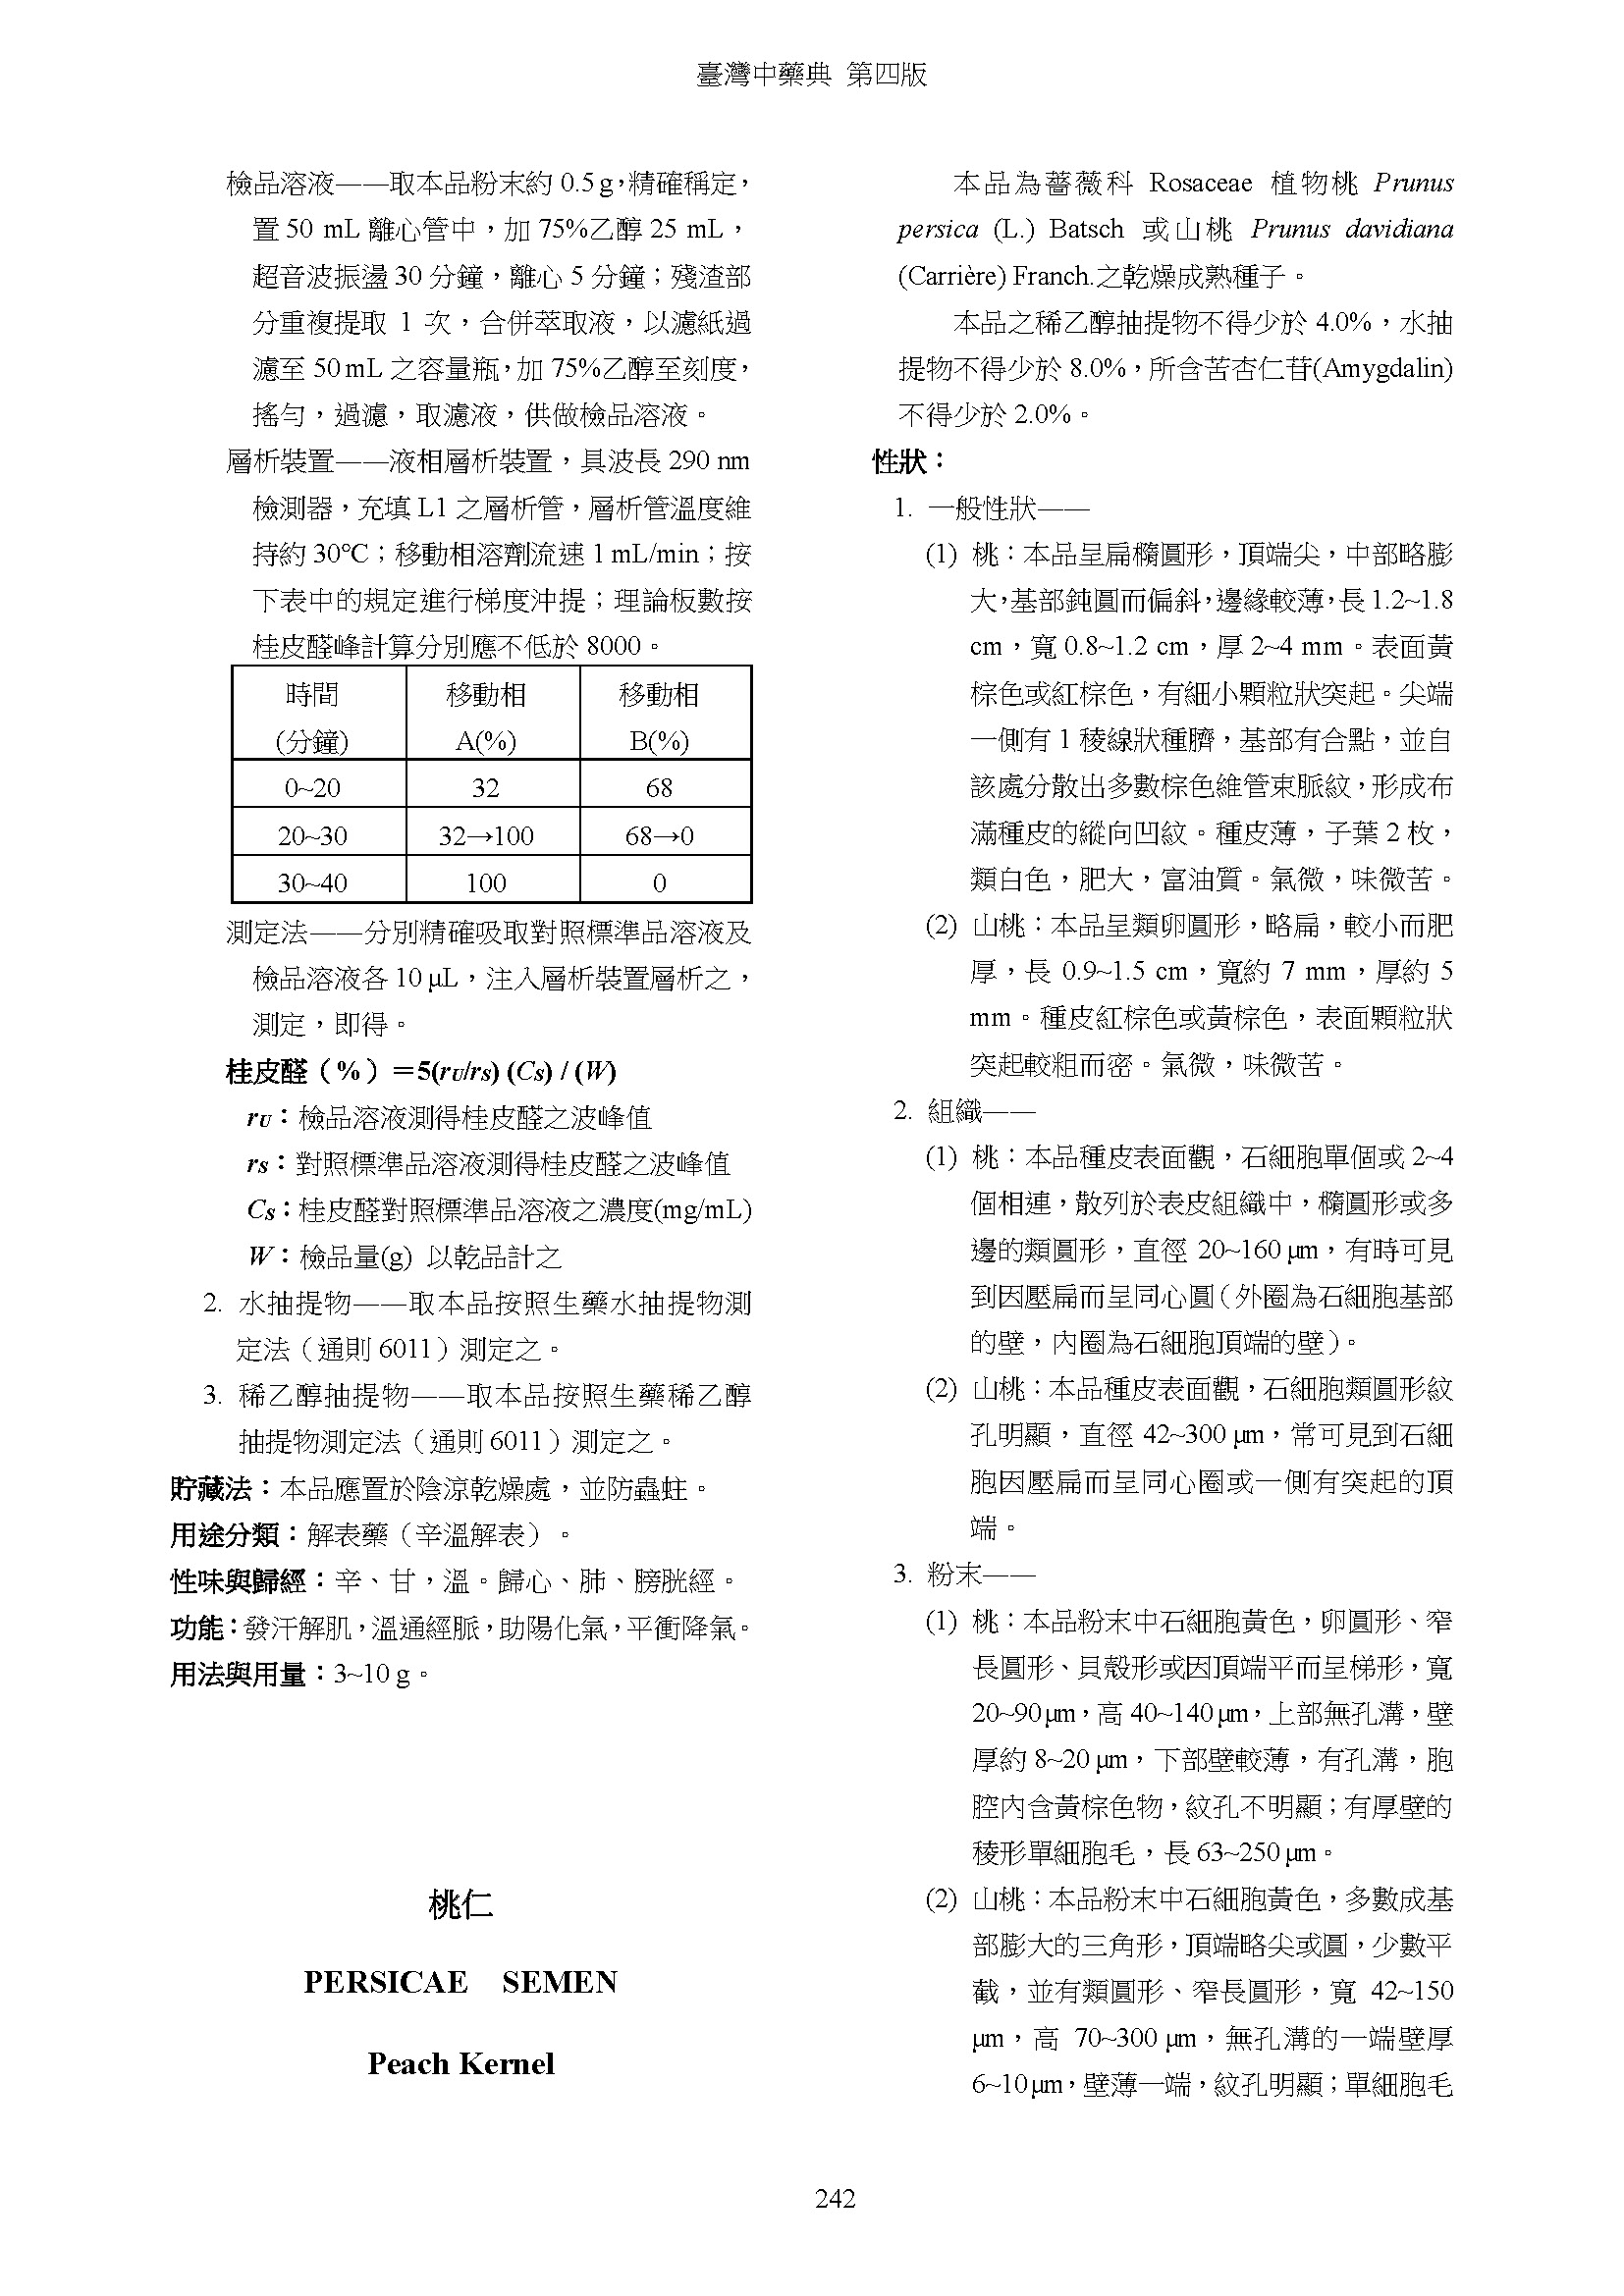 臺灣中藥典 第四版
檢品溶液——取本品粉末約 0.5 g，精確稱定，
置 50 mL 離心管中，加 75%乙醇 25 mL，
超音波振盪 30 分鐘，離心 5 分鐘；殘渣部
分重複提取 1 次，合併萃取液，以濾紙過
濾至 50 mL 之容量瓶，加 75%乙醇至刻度，
搖勻，過濾，取濾液，供做檢品溶液。
層析裝置——液相層析裝置，具波長 290 nm
檢測器，充填 L1 之層析管，層析管溫度維
持約 30℃；移動相溶劑流速 1 mL/min；按
下表中的規定進行梯度沖提；理論板數按
桂皮醛峰計算分別應不低於 8000。
時間 移動相 移動相
(分鐘) A(%) B(%)
0~20 32 68
20~30 32→100 68→0
30~40 100 0
測定法——分別精確吸取對照標準品溶液及
檢品溶液各 10 μL，注入層析裝置層析之，
測定，即得。
桂皮醛（%）＝5(rU/rS) (CS) / (W)
rU：檢品溶液測得桂皮醛之波峰值
rS：對照標準品溶液測得桂皮醛之波峰值
CS：桂皮醛對照標準品溶液之濃度(mg/mL)
W：檢品量(g) 以乾品計之
2. 水抽提物——取本品按照生藥水抽提物測
定法（通則 6011）測定之。
3. 稀乙醇抽提物——取本品按照生藥稀乙醇
抽提物測定法（通則 6011）測定之。
貯藏法：本品應置於陰涼乾燥處，並防蟲蛀。
用途分類：解表藥（辛溫解表）。
性味與歸經：辛、甘，溫。歸心、肺、膀胱經。
功能：發汗解肌，溫通經脈，助陽化氣，平衝降氣。
用法與用量：3~10 g。
桃仁
PERSICAE SEMEN
Peach Kernel
本品為薔薇科 Rosaceae 植物桃 Prunus
persica (L.) Batsch 或山桃 Prunus davidiana
(Carrière) Franch.之乾燥成熟種子。
本品之稀乙醇抽提物不得少於 4.0%，水抽
提物不得少於 8.0%，所含苦杏仁苷(Amygdalin)
不得少於 2.0%。
性狀：
1. 一般性狀——
(1) 桃：本品呈扁橢圓形，頂端尖，中部略膨
大，基部鈍圓而偏斜，邊緣較薄，長 1.2~1.8
cm，寬 0.8~1.2 cm，厚 2~4 mm。表面黃
棕色或紅棕色，有細小顆粒狀突起。尖端
一側有 1 稜線狀種臍，基部有合點，並自
該處分散出多數棕色維管束脈紋，形成布
滿種皮的縱向凹紋。種皮薄，子葉 2 枚，
類白色，肥大，富油質。氣微，味微苦。
(2) 山桃：本品呈類卵圓形，略扁，較小而肥
厚，長 0.9~1.5 cm，寬約 7 mm，厚約 5
mm。種皮紅棕色或黃棕色，表面顆粒狀
突起較粗而密。氣微，味微苦。
2. 組織——
(1) 桃：本品種皮表面觀，石細胞單個或 2~4
個相連，散列於表皮組織中，橢圓形或多
邊的類圓形，直徑 20~160 μm，有時可見
到因壓扁而呈同心圓（外圈為石細胞基部
的壁，內圈為石細胞頂端的壁）。
(2) 山桃：本品種皮表面觀，石細胞類圓形紋
孔明顯，直徑 42~300 μm，常可見到石細
胞因壓扁而呈同心圈或一側有突起的頂
端。
3. 粉末——
(1) 桃：本品粉末中石細胞黃色，卵圓形、窄
長圓形、貝殼形或因頂端平而呈梯形，寬
20~90 μm，高 40~140 μm，上部無孔溝，壁
厚約 8~20 μm，下部壁較薄，有孔溝，胞
腔內含黃棕色物，紋孔不明顯；有厚壁的
稜形單細胞毛，長 63~250 μm。
(2) 山桃：本品粉末中石細胞黃色，多數成基
部膨大的三角形，頂端略尖或圓，少數平
截，並有類圓形、窄長圓形，寬 42~150
μm，高 70~300 μm，無孔溝的一端壁厚
6~10 μm，壁薄一端，紋孔明顯；單細胞毛
242